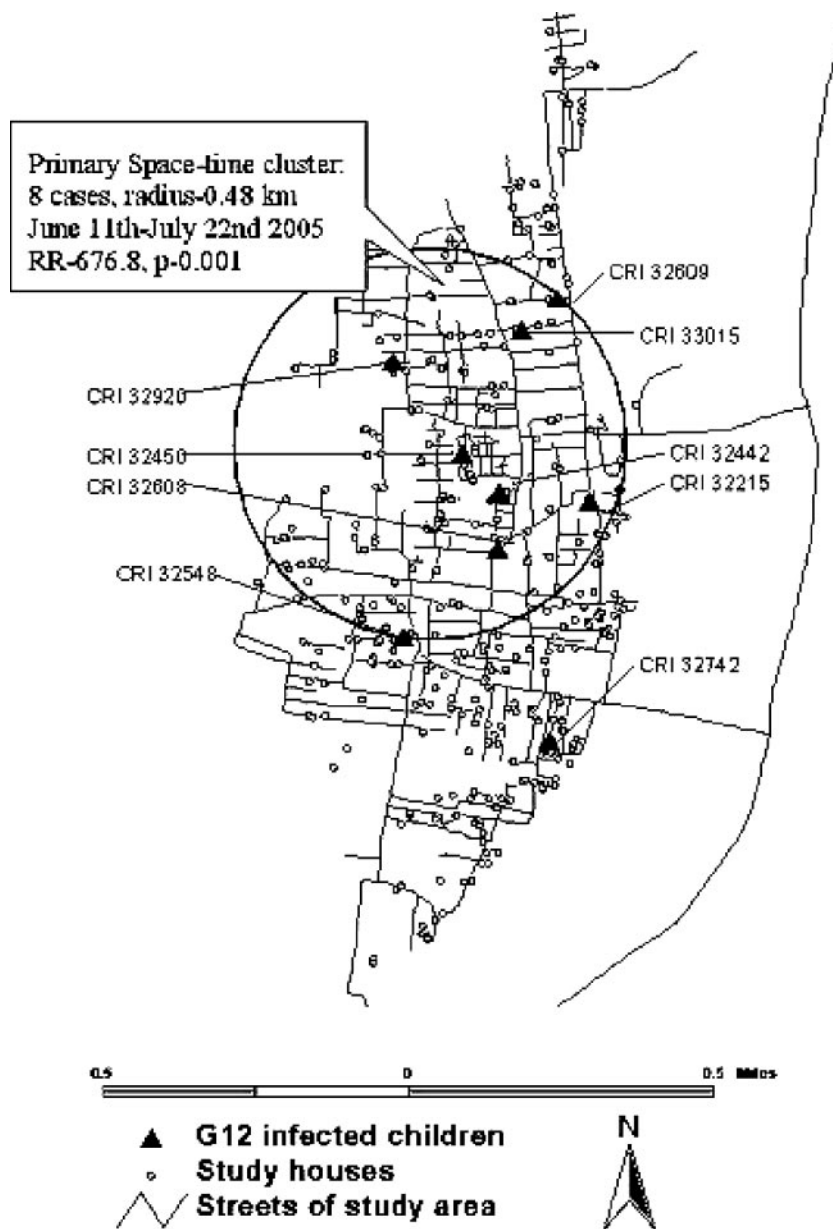 Primary Space-time cluster:
8 cases, radius-0.48 km
June 11th-July 22nd 2005
RR-676.8, p-0.001
CRI 32609
CRI 33015
CRI 32920
CRI 32450
CRI 32442
CRI 32608
CRI 32215
CRI 32548
CRI 32742
0.5 0 0.5 Miles
G12 infected children
N
Study houses
Streets of study area